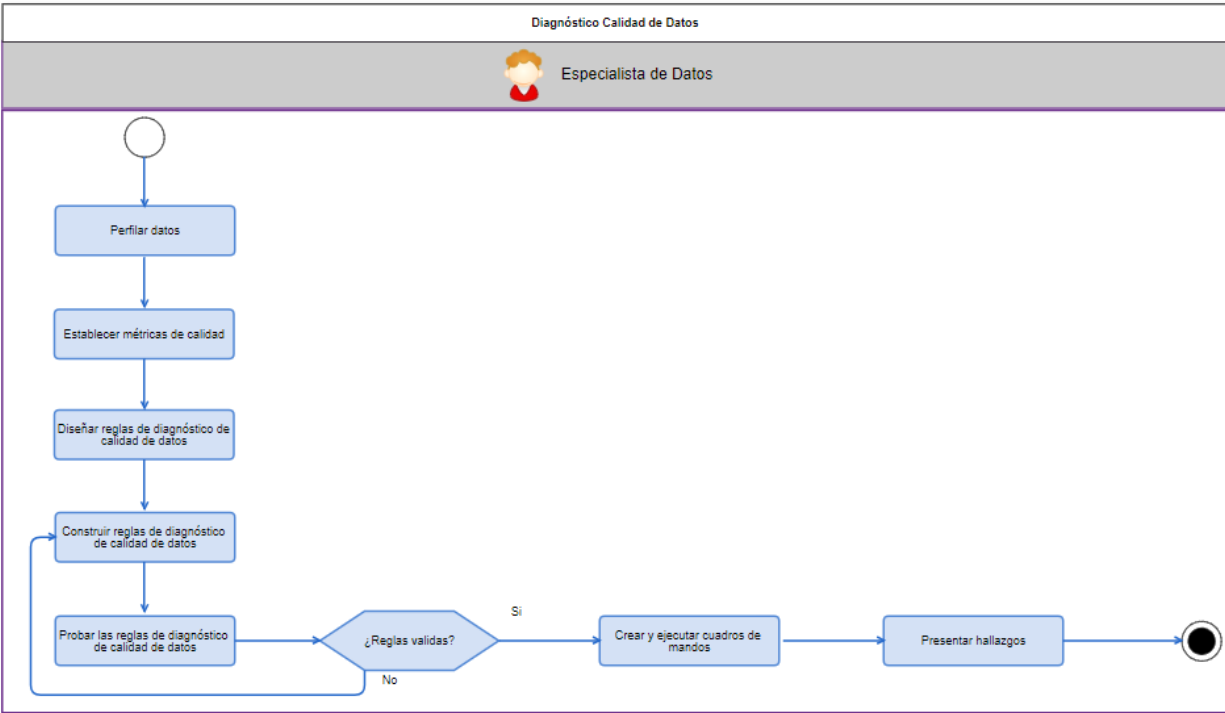 Diagnóstico Calidad de Datos
Especialista de Datos
Perfilar datos
Establecer métricas de calidad
Diseñar reglas de diagnóstico de
calidad de datos
Construir reglas de diagnóstico
de calidad de datos
Probar las reglas de diagnóstico
de calidad de datos
¿Reglas validas?
Si
No
Crear y ejecutar cuadros de
mandos
Presentar hallazgos